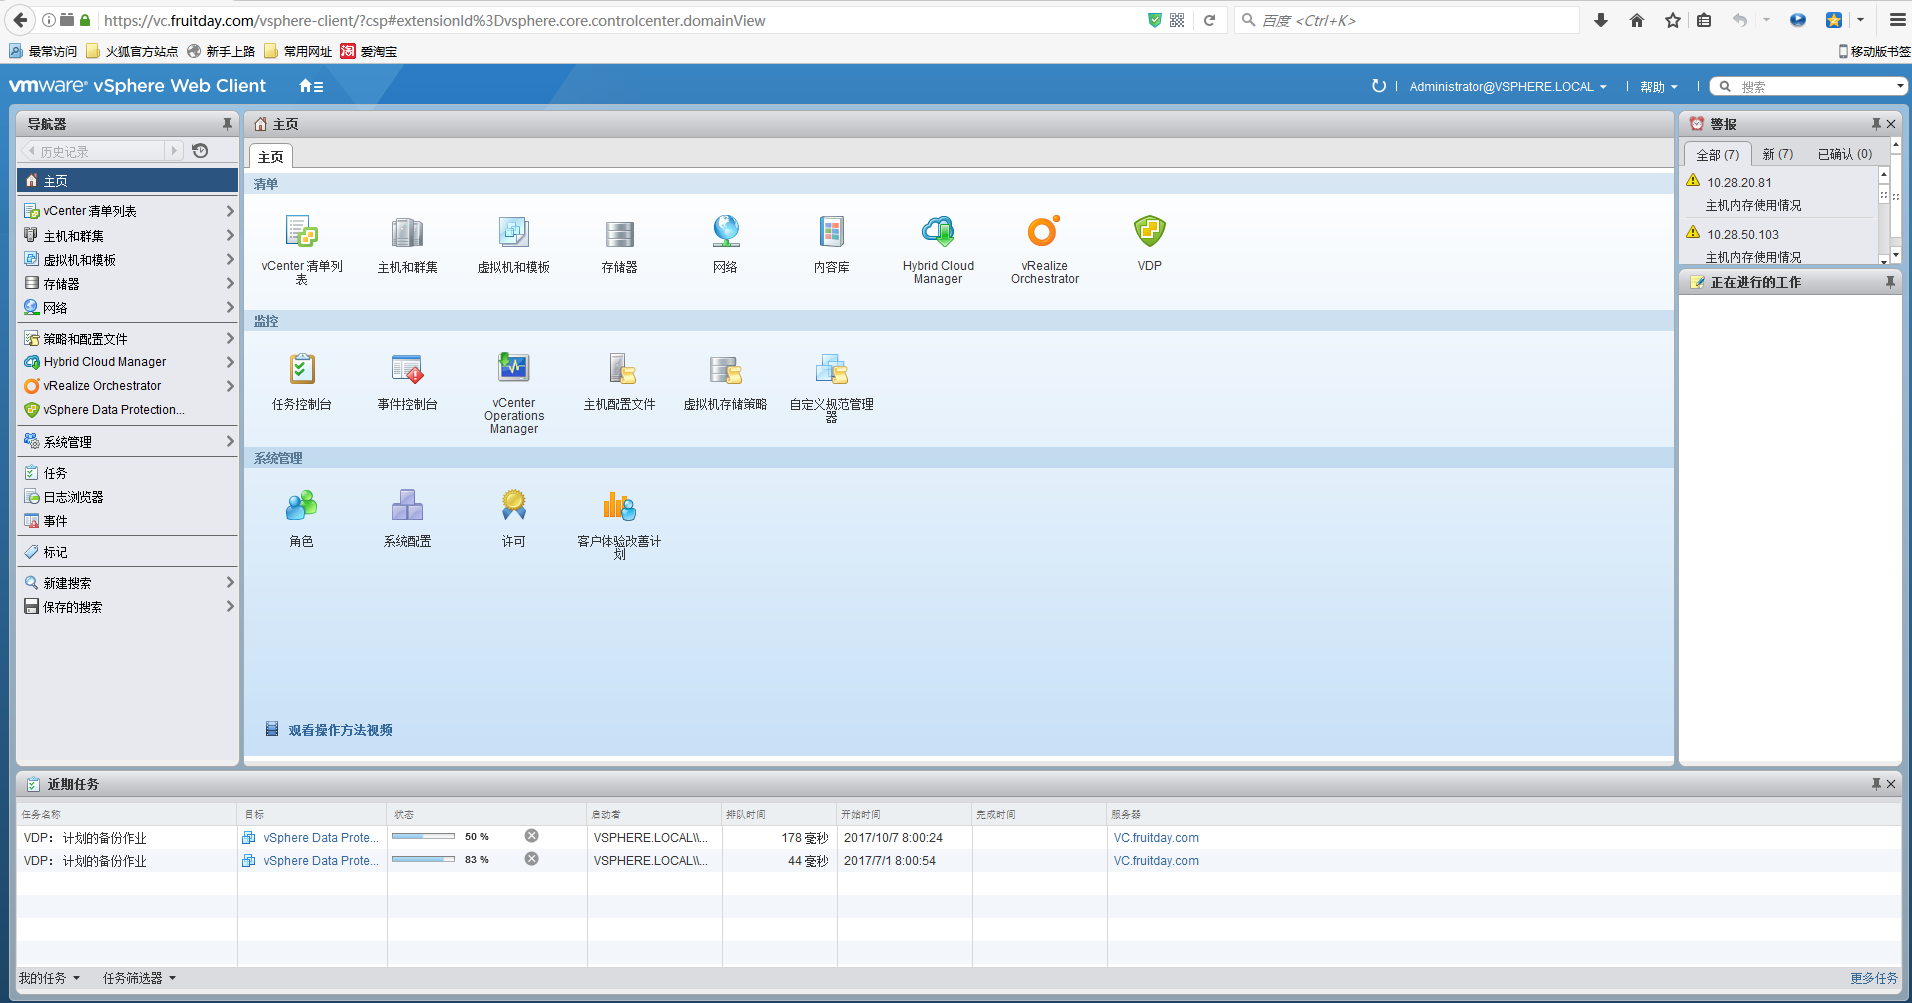 https://vc.fruitday.com/vsphere-client/?csp#extensionId%3Dvsphere.core.controlcenter.domainView
百度 <Ctrl+K>
最常访问 火狐官方站点 新手上路 常用网址 淘 爱淘宝
移动版书签
vmware® vSphere Web Client
Administrator@VSPHERE.LOCAL
帮助
搜索
导航器
历史记录
主页
vCenter 清单列表
主机和群集
虚拟机和模板
存储器
网络
策略和配置文件
Hybrid Cloud Manager
vRealize Orchestrator
vSphere Data Protection...
系统管理
任务
日志浏览器
事件
标记
新建搜索
保存的搜索
主页
主页
清单
vCenter 清单列
表
主机和群集
虚拟机和模板
存储器
网络
内容库
Hybrid Cloud
Manager
vRealize
Orchestrator
VDP
监控
任务控制台
事件控制台
vCenter
Operations
Manager
主机配置文件
虚拟机存储策略
自定义规范管理
器
系统管理
角色
系统配置
许可
客户体验改善计
划
观看操作方法视频
警报
全部 (7) 新 (7) 已确认 (0)
10.28.20.81
主机内存使用情况
10.28.50.103
主机内存使用情况
正在进行的工作
近期任务
任务名称 目标 状态 启动者 排队时间 开始时间 完成时间 服务器
VDP: 计划的备份作业 vSphere Data Prote... 50 % VSPHERE.LOCAL\\... 178 毫秒 2017/10/7 8:00:24 VC.fruitday.com
VDP: 计划的备份作业 vSphere Data Prote... 83 % VSPHERE.LOCAL\\... 44 毫秒 2017/7/1 8:00:54 VC.fruitday.com
我的任务 任务筛选器 更多任务